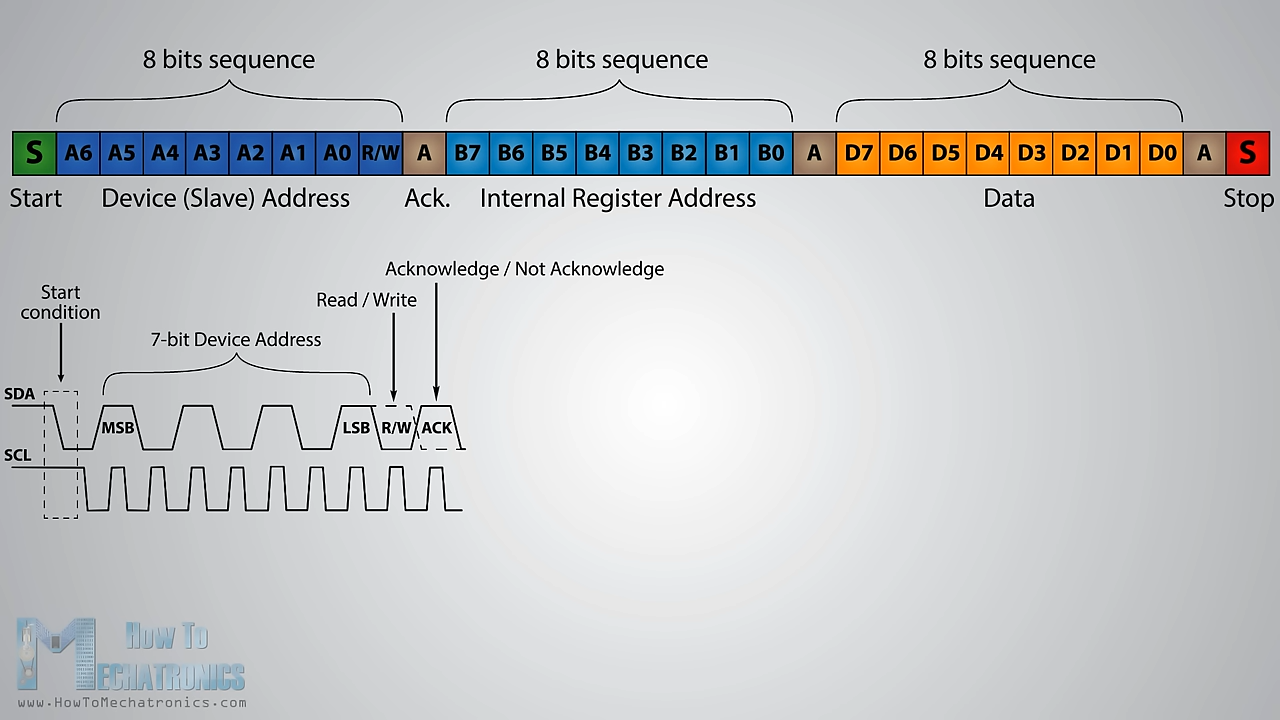 8 bits sequence 8 bits sequence 8 bits sequence
S A6 A5 A4 A3 A2 A1 A0 R/W A B7 B6 B5 B4 B3 B2 B1 B0 A D7 D6 D5 D4 D3 D2 D1 D0 A S
Start Device (Slave) Address Ack. Internal Register Address Data Stop
Acknowledge / Not Acknowledge
Start
condition
Read / Write
7-bit Device Address
SDA
MSB LSB R/W ACK
SCL
How To
MECHATRONICS
www.HowToMechatronics.com